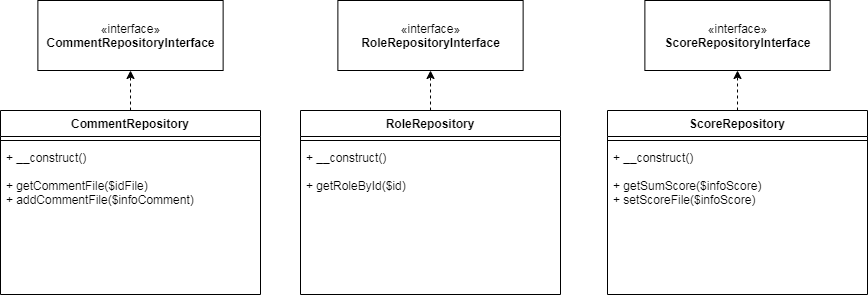 «interface»
CommentRepositoryInterface
«interface»
RoleRepositoryInterface
«interface»
ScoreRepositoryInterface
CommentRepository
+ __construct()
+ getCommentFile($idFile)
+ addCommentFile($infoComment)
RoleRepository
+ __construct()
+ getRoleById($id)
ScoreRepository
+ __construct()
+ getSumScore($infoScore)
+ setScoreFile($infoScore)